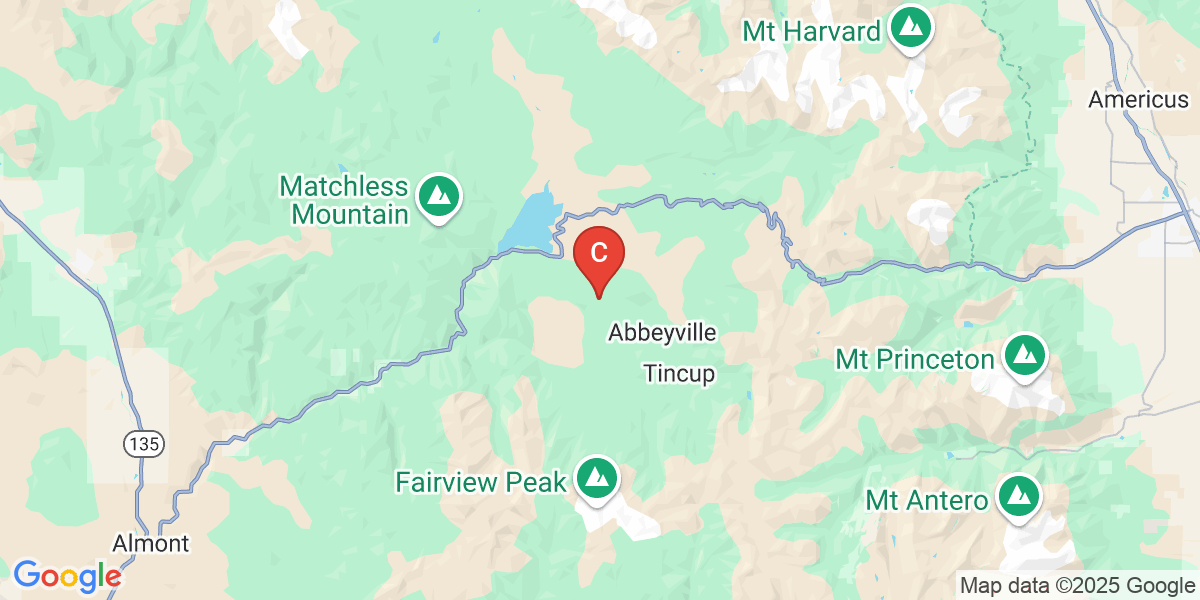 Mt Harvard
Americus
Matchless
Mountain
C
Abbeyville
Mt Princeton
Tincup
135
Fairview Peak
Mt Antero
Almont
Google
Map data ©2025 Google